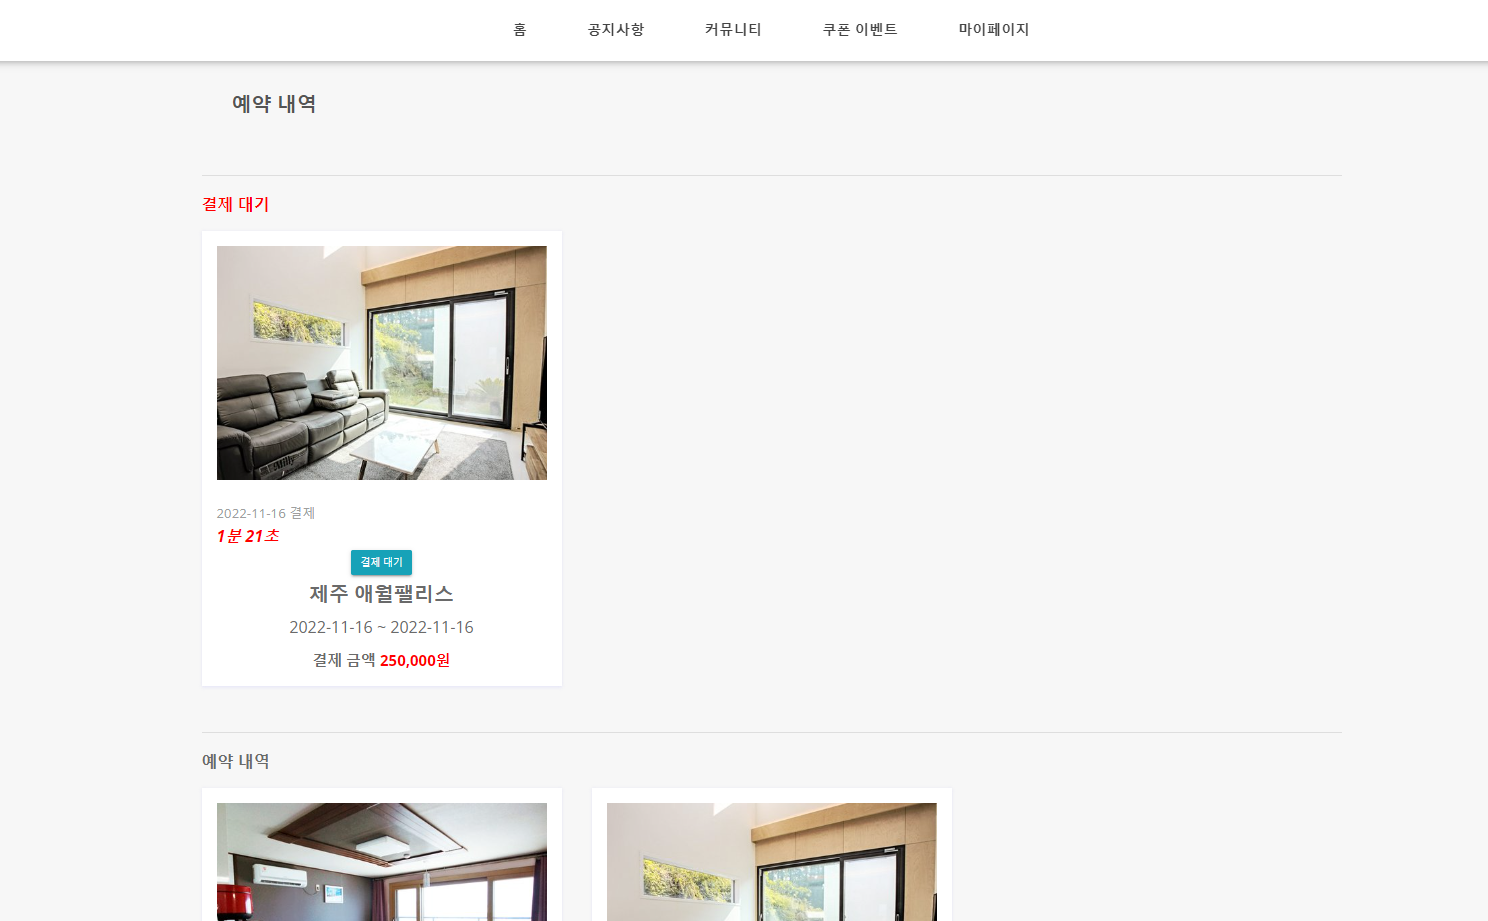 홈 공지사항 커뮤니티 쿠폰 이벤트 마이페이지
예약 내역
결제 대기
2022-11-16 결제
1분 21초
결제 대기
제주 애월팰리스
2022-11-16 ~ 2022-11-16
결제 금액 250,000원
예약 내역